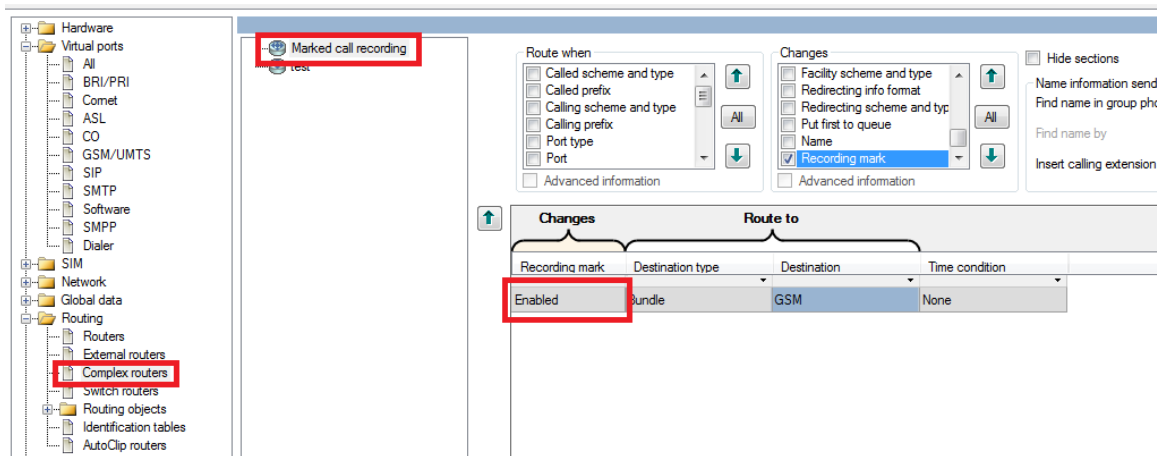 Hardware
Virtual ports
All
BRI/PRI
Comet
ASL
CO
GSM/UMTS
SIP
SMTP
Software
SMPP
Dialer
SIM
Network
Global data
Routing
Routers
External routers
Complex routers
Switch routers
Routing objects
Identification tables
AutoClip routers
Marked call recording
test
Route when
Called scheme and type
Called prefix
Calling scheme and type
Calling prefix
Port type
Port
All
Advanced information
Changes
Facility scheme and type
Redirecting info format
Redirecting scheme and typ
Put first to queue
Name
Recording mark
All
Advanced information
Hide sections
Name information send
Find name in group pho
Find name by
Insert calling extension
Changes
Route to
Recording mark Destination type Destination Time condition
Enabled Bundle GSM None